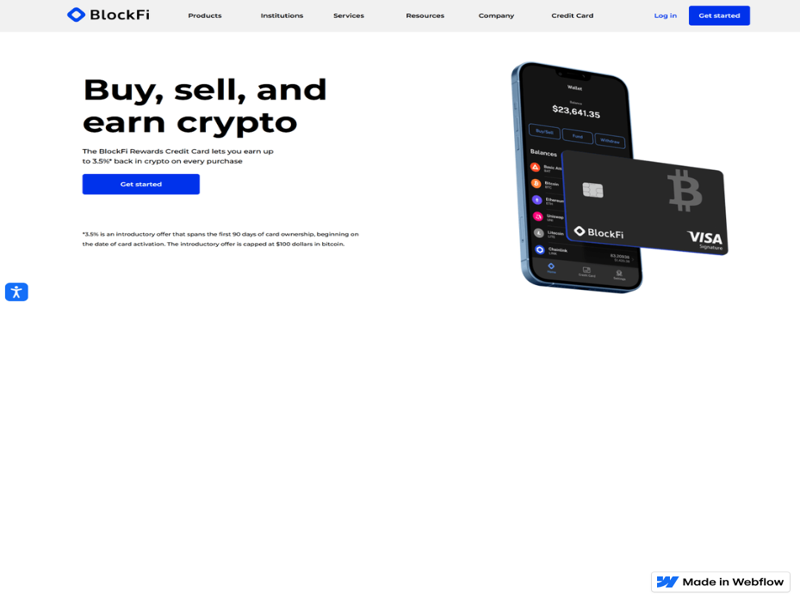 BlockFi
Products
Institutions
Services
Resources
Company
Credit Card
Log in
Get started
Buy, sell, and
earn crypto
The BlockFi Rewards Credit Card lets you earn up
to 3.5%* back in crypto on every purchase
Get started
*3.5% is an introductory offer that spans the first 90 days of card ownership, beginning on
the date of card activation. The introductory offer is capped at $100 dollars in bitcoin.
Wallet
Balance
$23,641.35
Buy/Sell
Fund
Withdraw
Balances
Bitcoin
BlockFi
VISA
Signature
Made in Webflow